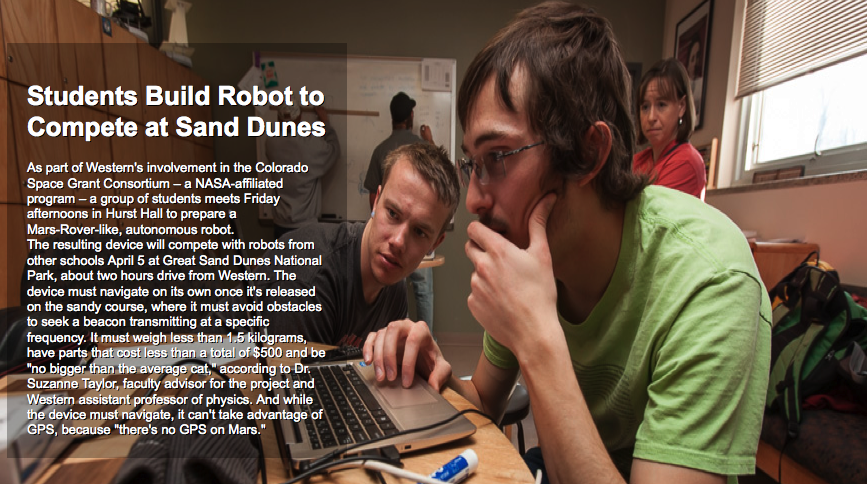 Students Build Robot to
Compete at Sand Dunes
As part of Western's involvement in the Colorado
Space Grant Consortium – a NASA-affiliated
program – a group of students meets Friday
afternoons in Hurst Hall to prepare a
Mars-Rover-like, autonomous robot.
The resulting device will compete with robots from
other schools April 5 at Great Sand Dunes National
Park, about two hours drive from Western. The
device must navigate on its own once it's released
on the sandy course, where it must avoid obstacles
to seek a beacon transmitting at a specific
frequency. It must weigh less than 1.5 kilograms,
have parts that cost less than a total of $500 and be
"no bigger than the average cat," according to Dr.
Suzanne Taylor, faculty advisor for the project and
Western assistant professor of physics. And while
the device must navigate, it can't take advantage of
GPS, because "there's no GPS on Mars."